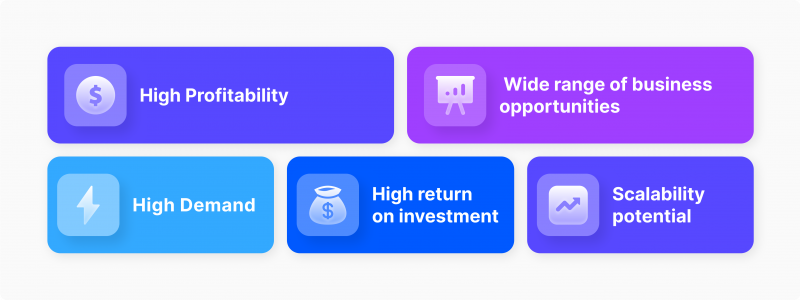 High Profitability
Wide range of business
opportunities
High Demand
High return
on investment
Scalability
potential